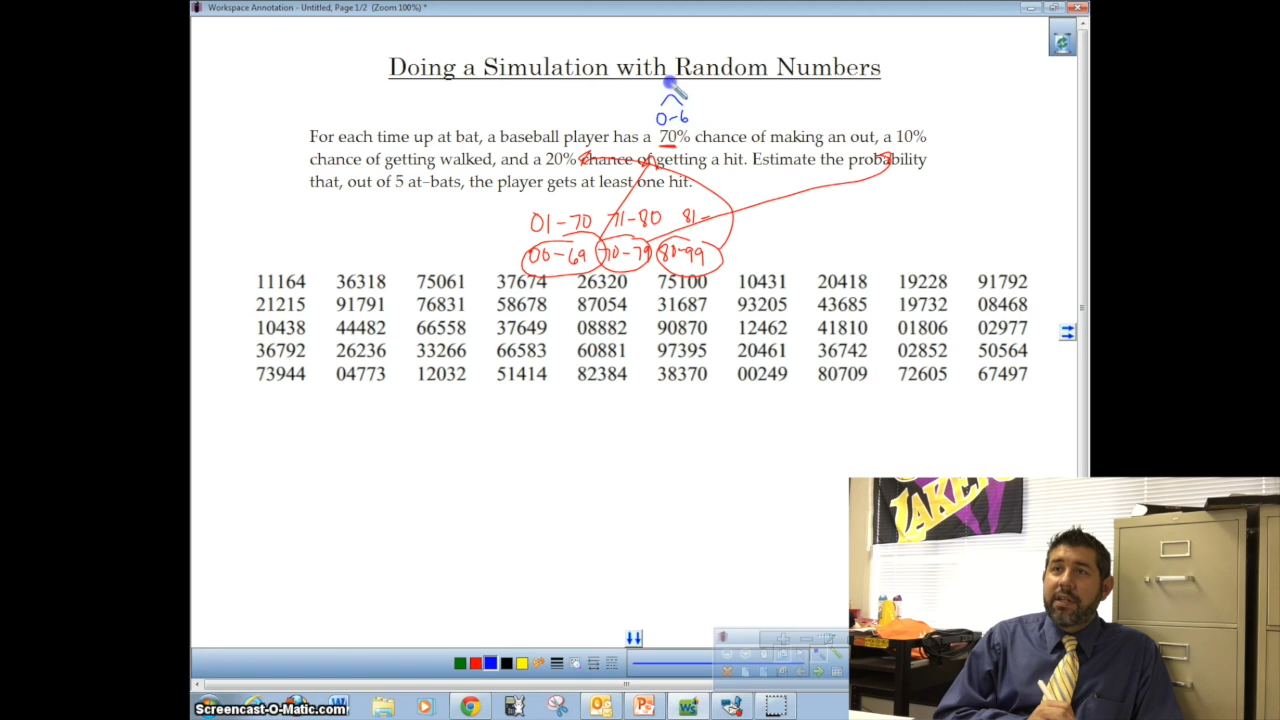 Workspace Annotation - Untitled, Page 1/2 (Zoom 100%) *
Doing a Simulation with Random Numbers
0-6
For each time up at bat, a baseball player has a 70% chance of making an out, a 10%
chance of getting walked, and a 20% chance of getting a hit. Estimate the probability
that, out of 5 at–bats, the player gets at least one hit.
01-70 71-80 81-
00-69 70-79 80-99
11164 36318 75061 37674 26320 75100 10431 20418 19228 91792
21215 91791 76831 58678 87054 31687 93205 43685 19732 08468
10438 44482 66558 37649 08882 90870 12462 41810 01806 02977
36792 26236 33266 66583 60881 97395 20461 36742 02852 50564
73944 04773 12032 51414 82384 38370 00249 80709 72605 67497
LAKERS
Screencast-O-Matic.com